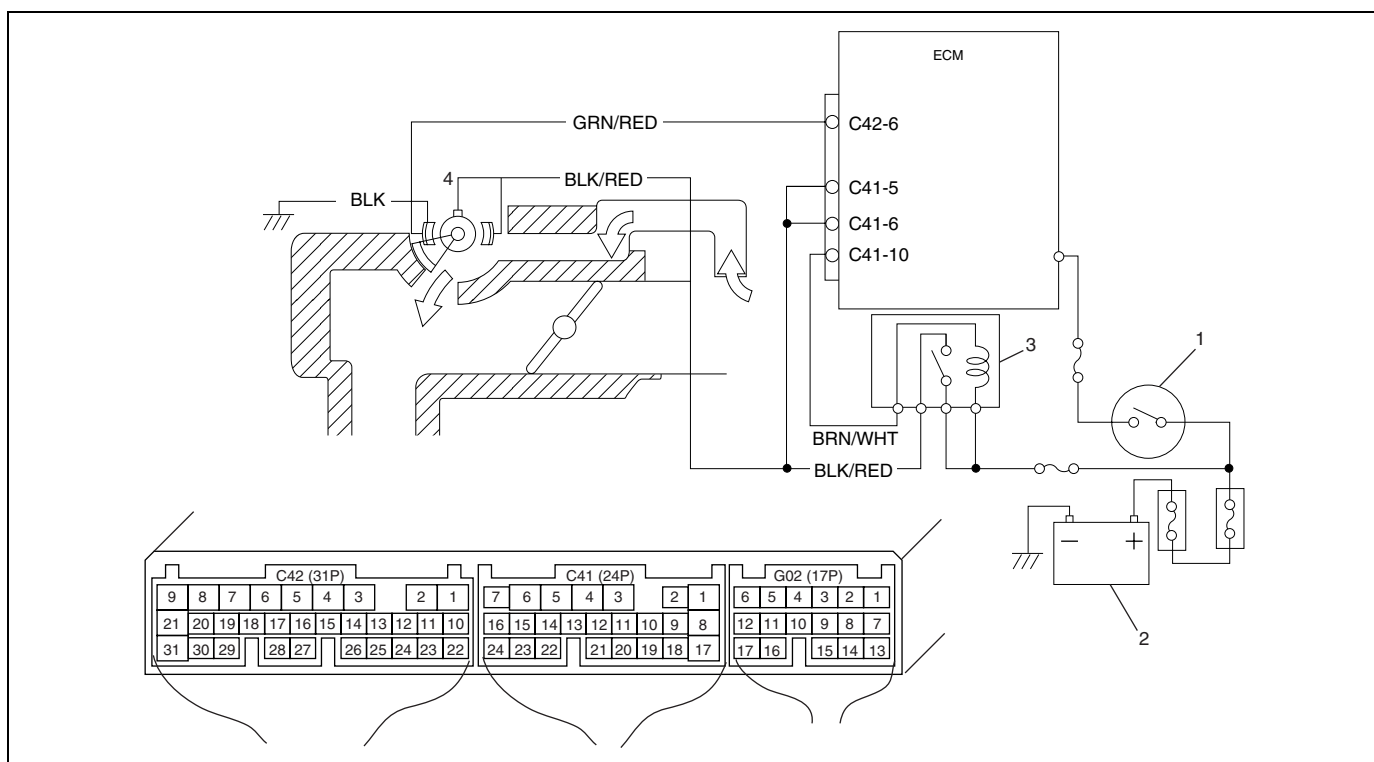 ECM
GRN/RED
C42-6
4
BLK/RED
BLK
C41-5
C41-6
C41-10
3
1
BRN/WHT
BLK/RED
− +
2
C42 (31P)
9 8 7 6 5 4 3 2 1
21 20 19 18 17 16 15 14 13 12 11 10
31 30 29 28 27 26 25 24 23 22
C41 (24P)
7 6 5 4 3 2 1
16 15 14 13 12 11 10 9 8
24 23 22 21 20 19 18 17
G02 (17P)
6 5 4 3 2 1
12 11 10 9 8 7
17 16 15 14 13